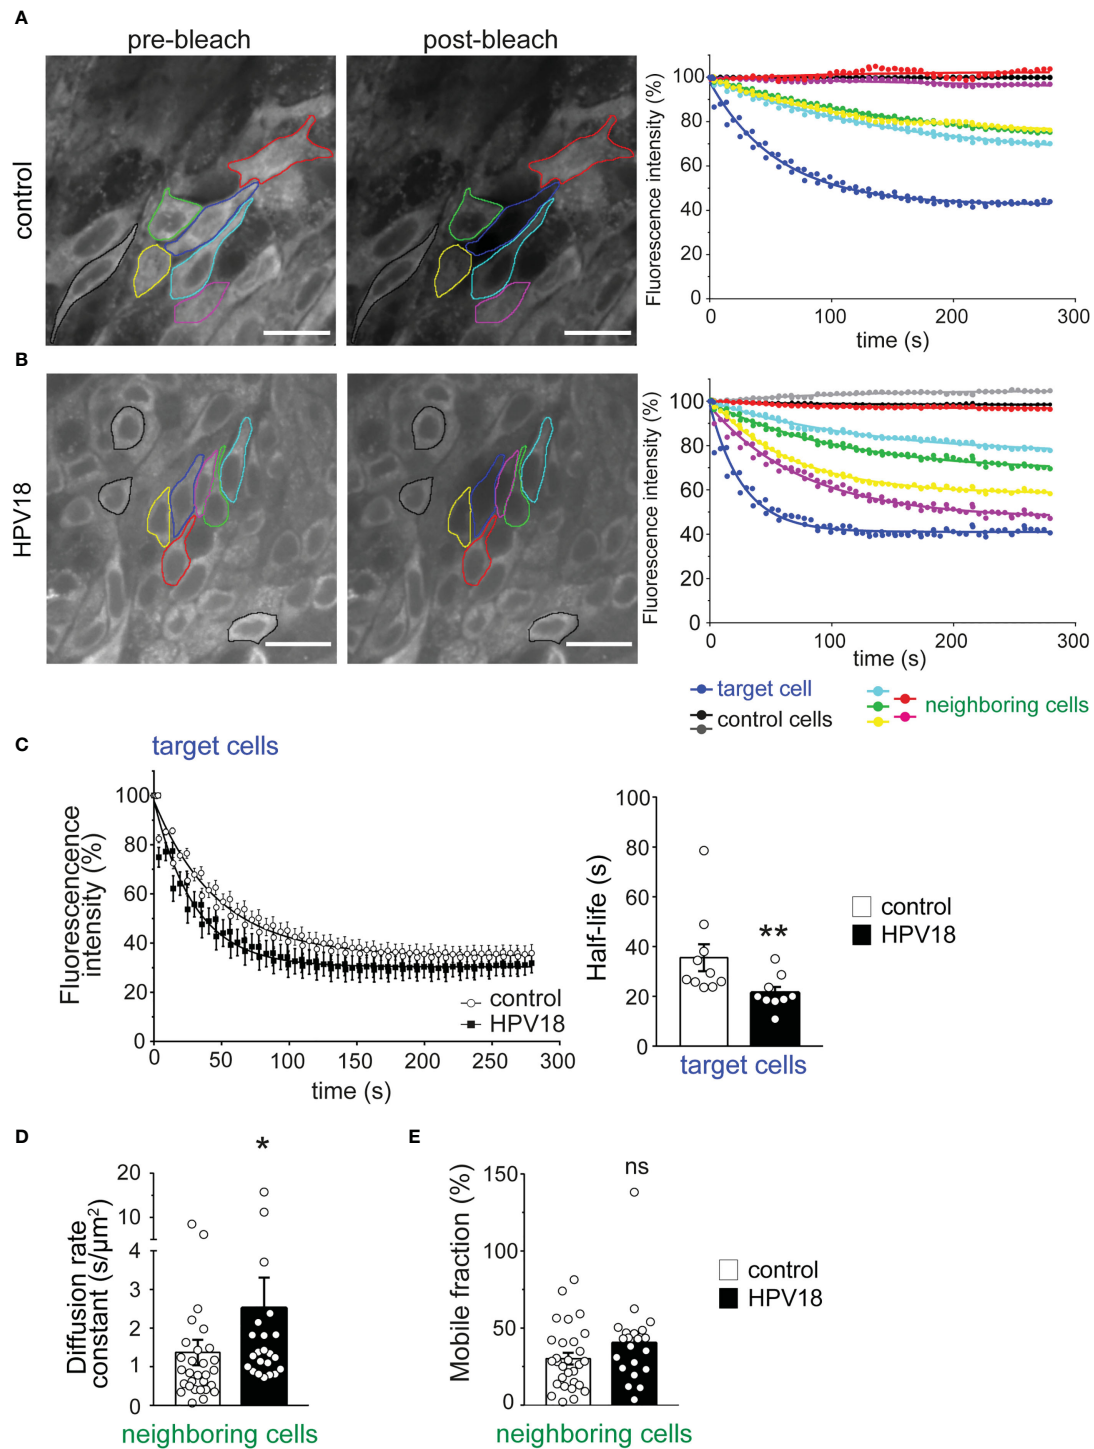 A
pre-bleach
post-bleach
control
Fluorescence intensity (%)
100
80
60
40
20
0
0
100
200
300
time (s)
B
HPV18
Fluorescence intensity (%)
100
80
60
40
20
0
0
100
200
300
time (s)
target cell
control cells
neighboring cells
C
target cells
Fluorescence
intensity (%)
100
80
60
40
20
0
0
50
100
150
200
250
300
time (s)
control
HPV18
Half-life (s)
100
80
60
40
20
0
**
target cells
control
HPV18
D
Diffusion rate
constant (s/µm²)
20
10
4
3
2
1
0
*
neighboring cells
E
Mobile fraction (%)
150
100
50
0
ns
neighboring cells
control
HPV18